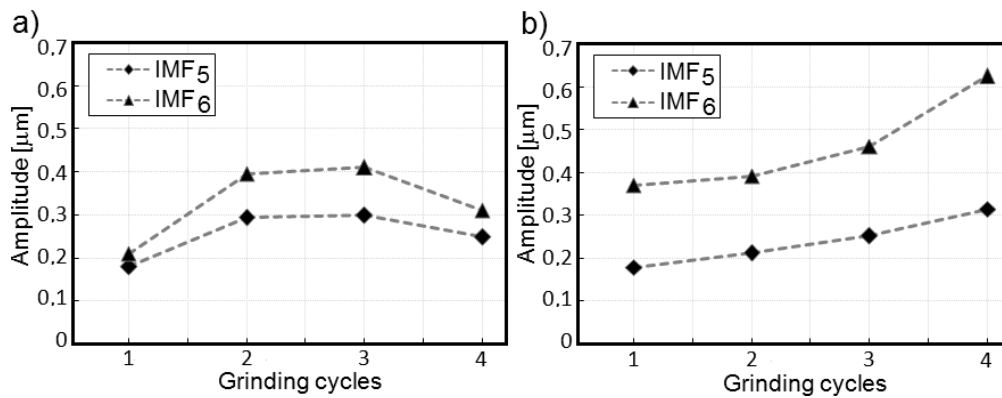 a)
0,7
0.6
0.5
0.4
0.3
0.2
0.1
0
Amplitude [μm]
IMF5
IMF6
1 2 3 4
Grinding cycles
b)
0.7
0.6
0.5
0.4
0.3
0.2
0.1
0
Amplitude [μm]
IMF5
IMF6
1 2 3 4
Grinding cycles